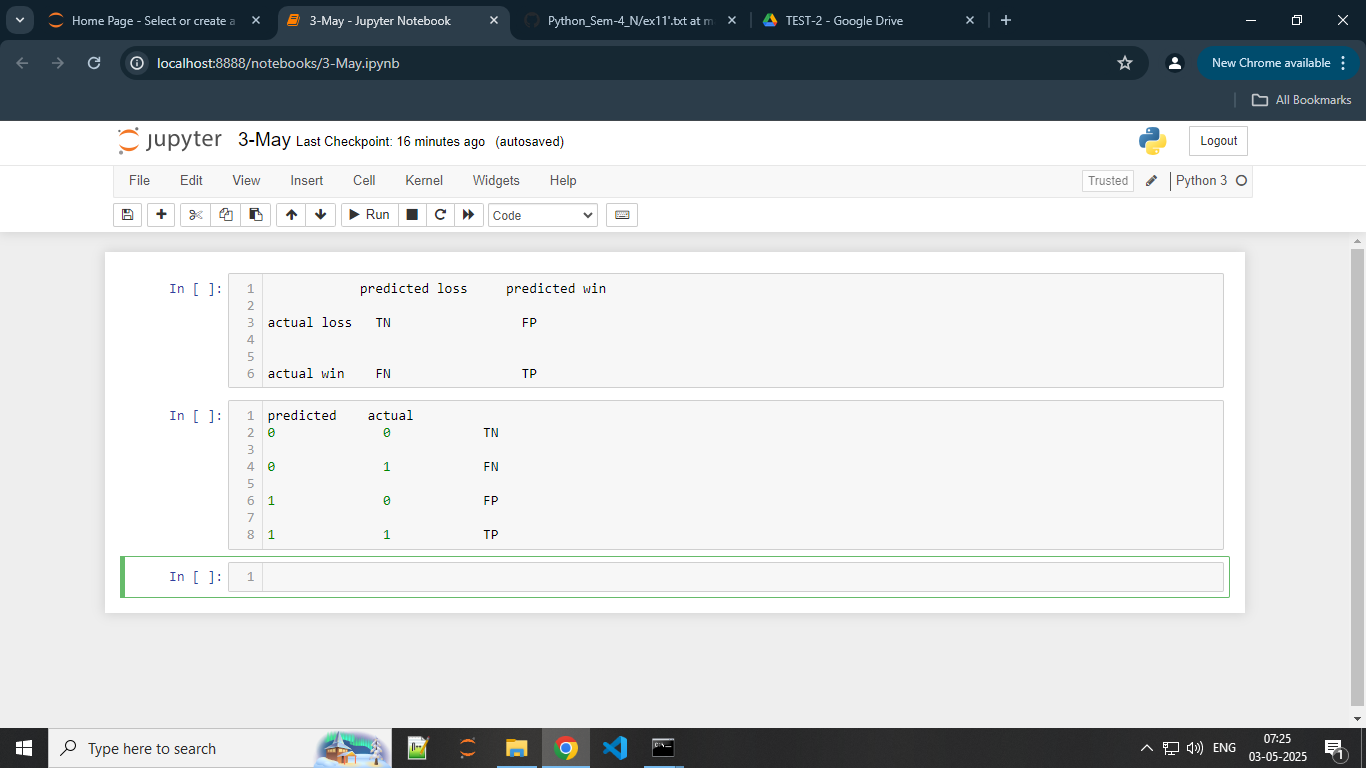 Home Page - Select or create a
3-May - Jupyter Notebook
Python_Sem-4_N/ex11'.txt at m
TEST-2 - Google Drive
localhost:8888/notebooks/3-May.ipynb
New Chrome available
All Bookmarks
jupyter 3-May Last Checkpoint: 16 minutes ago (autosaved)
Logout
File Edit View Insert Cell Kernel Widgets Help
Trusted Python 3
Run Code
In [ ]:
1 predicted loss predicted win
2
3 actual loss TN FP
4
5
6 actual win FN TP
In [ ]:
1 predicted actual
2 0 0 TN
3
4 0 1 FN
5
6 1 0 FP
7
8 1 1 TP
In [ ]:
1
Type here to search
ENG
07:25
03-05-2025
1